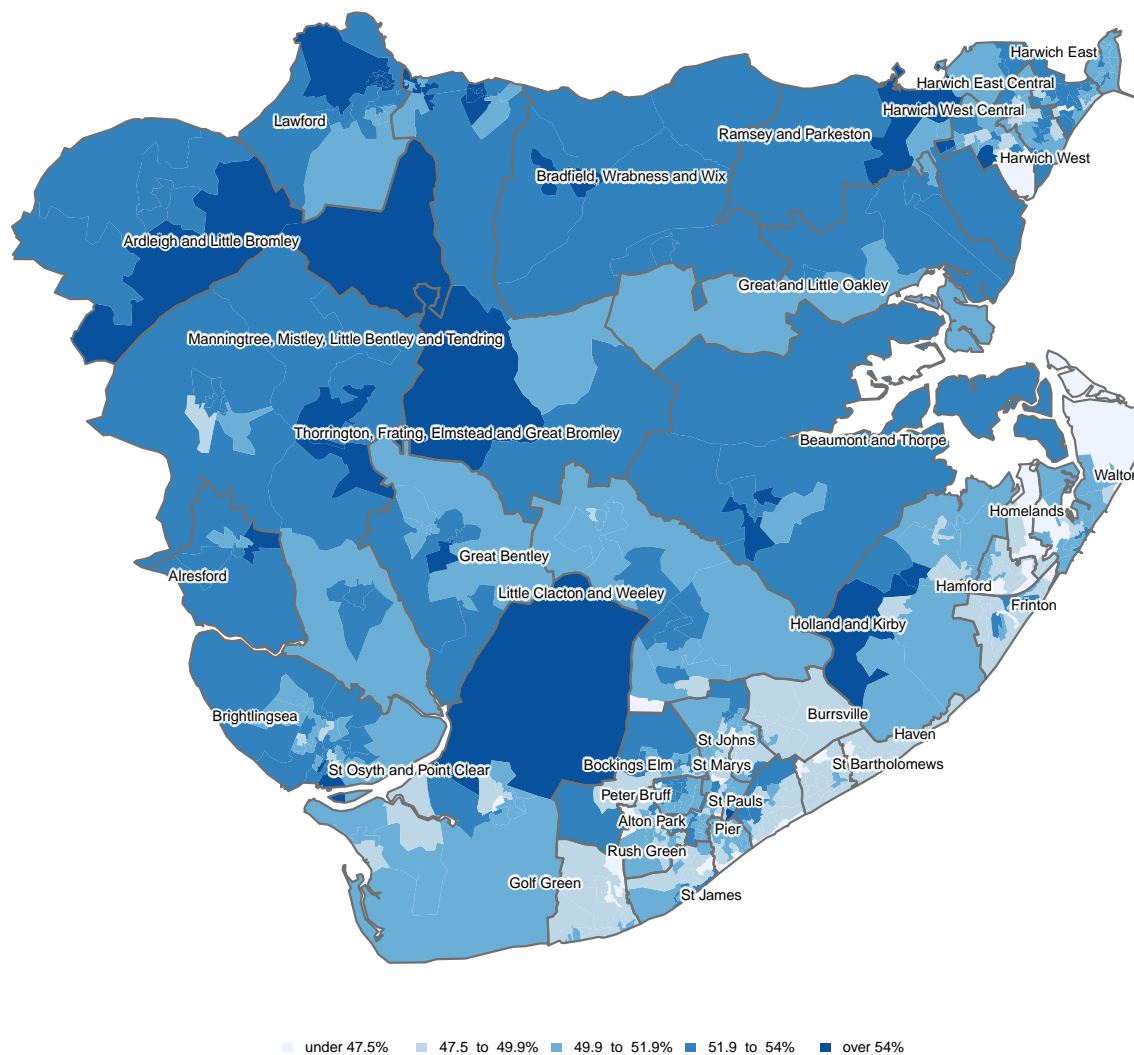 Harwich East
Harwich East Central
Harwich West Central
Lawford
Ramsey and Parkeston
Harwich West
Bradfield, Wrabness and Wix
Ardleigh and Little Bromley
Great and Little Oakley
Manningtree, Mistley, Little Bentley and Tendring
Thorrington, Frating, Elmstead and Great Bromley
Beaumont and Thorpe
Walton
Homelands
Great Bentley
Alresford
Hamford
Little Clacton and Weeley
Frinton
Holland and Kirby
Brightlingsea
Burrsville
Haven
St Johns
St Osyth and Point Clear
Bockings Elm
St Marys
St Bartholomews
Peter Bruff
St Pauls
Alton Park
Pier
Rush Green
Golf Green
St James
under 47.5% 47.5 to 49.9% 49.9 to 51.9% 51.9 to 54% over 54%